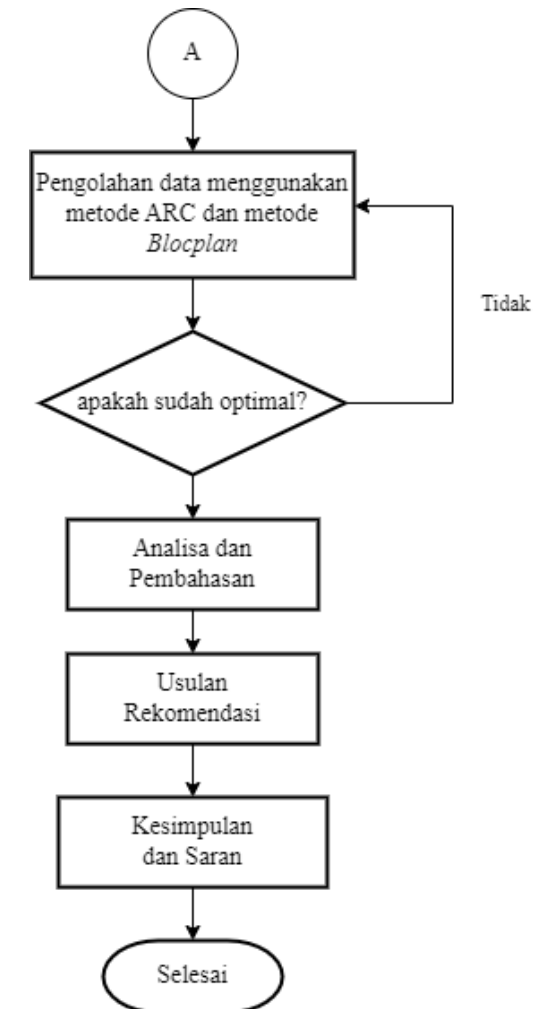 A
Pengolahan data menggunakan
metode ARC dan metode
Blocplan
Tidak
apakah sudah optimal?
Analisa dan
Pembahasan
Usulan
Rekomendasi
Kesimpulan
dan Saran
Selesai